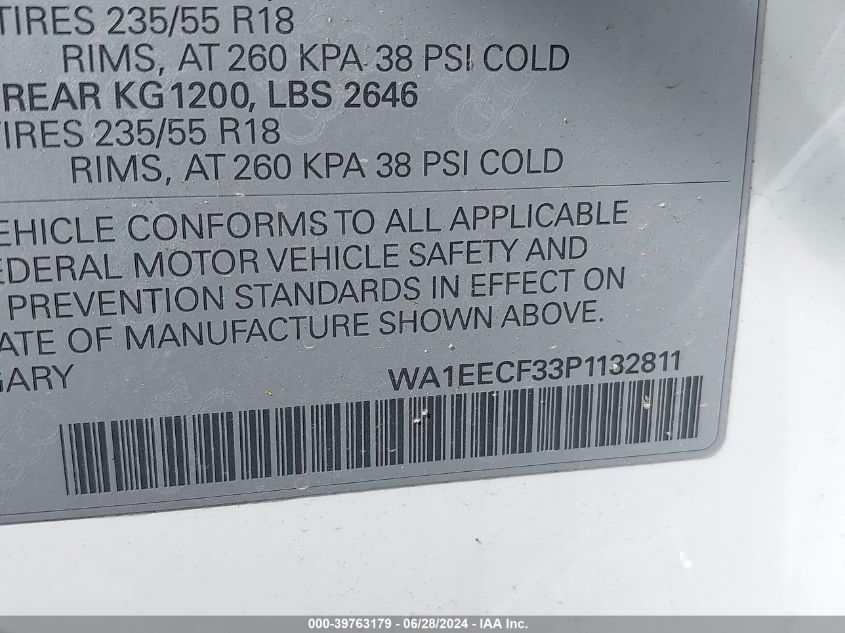 TIRES 235/55 R18
RIMS, AT 260 KPA 38 PSI COLD
REAR KG1200, LBS 2646
TIRES 235/55 R18
RIMS, AT 260 KPA 38 PSI COLD
EHICLE CONFORMS TO ALL APPLICABLE
EDERAL MOTOR VEHICLE SAFETY AND
PREVENTION STANDARDS IN EFFECT ON
ATE OF MANUFACTURE SHOWN ABOVE.
GARY
WA1EECF33P1132811
000-39763179 - 06/28/2024 - IAA Inc.